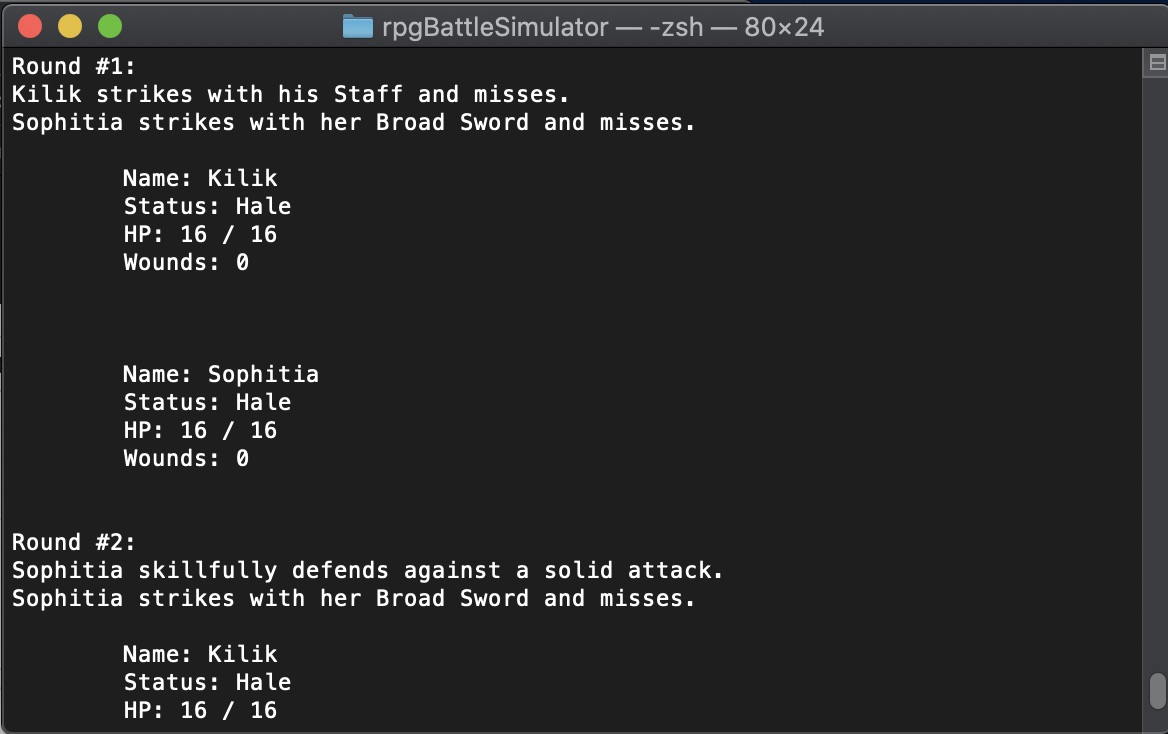 rpgBattleSimulator — -zsh — 80×24
Round #1:
Kilik strikes with his Staff and misses.
Sophitia strikes with her Broad Sword and misses.
Name: Kilik
Status: Hale
HP: 16 / 16
Wounds: 0
Name: Sophitia
Status: Hale
HP: 16 / 16
Wounds: 0
Round #2:
Sophitia skillfully defends against a solid attack.
Sophitia strikes with her Broad Sword and misses.
Name: Kilik
Status: Hale
HP: 16 / 16